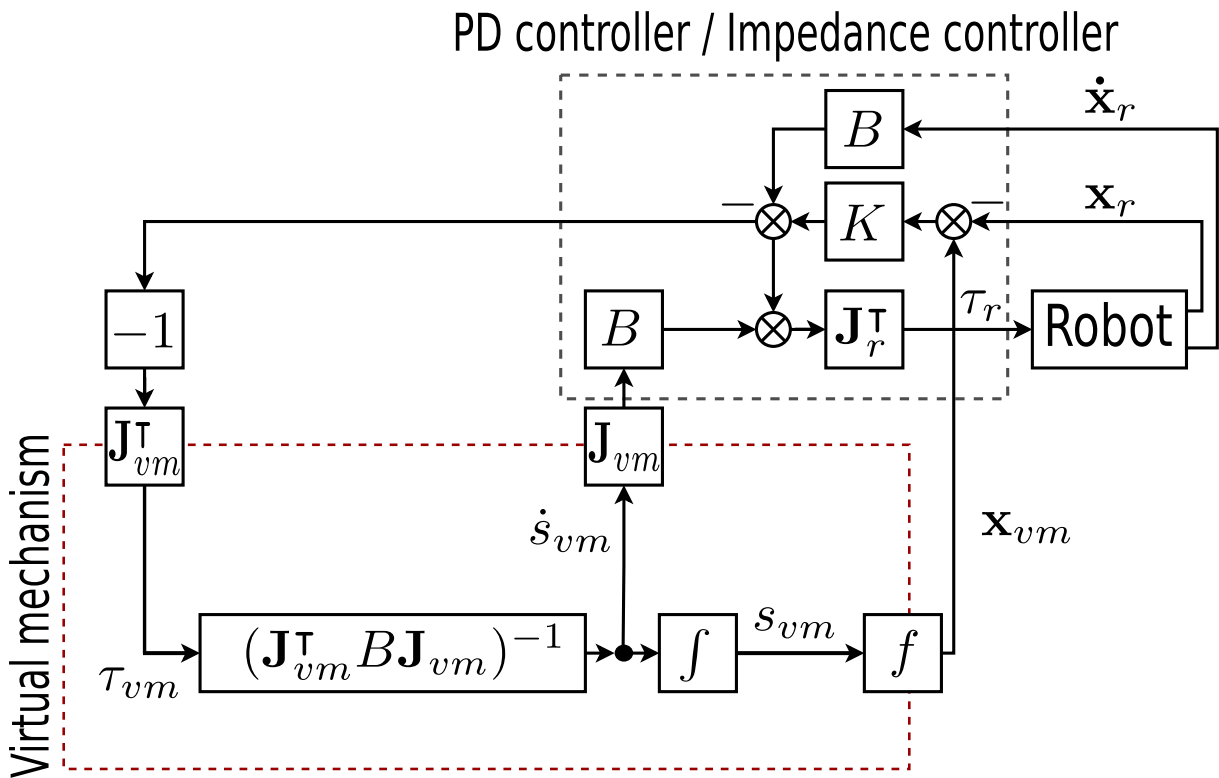 PD controller / Impedance controller
B
ẋ_r
K
−
−
x_r
−1
B
J_r^⊤
τ_r
Robot
J_vm^⊤
J_vm
Virtual mechanism
ṡ_vm
x_vm
τ_vm
(J_vm^⊤ B J_vm)^−1
∫
s_vm
f